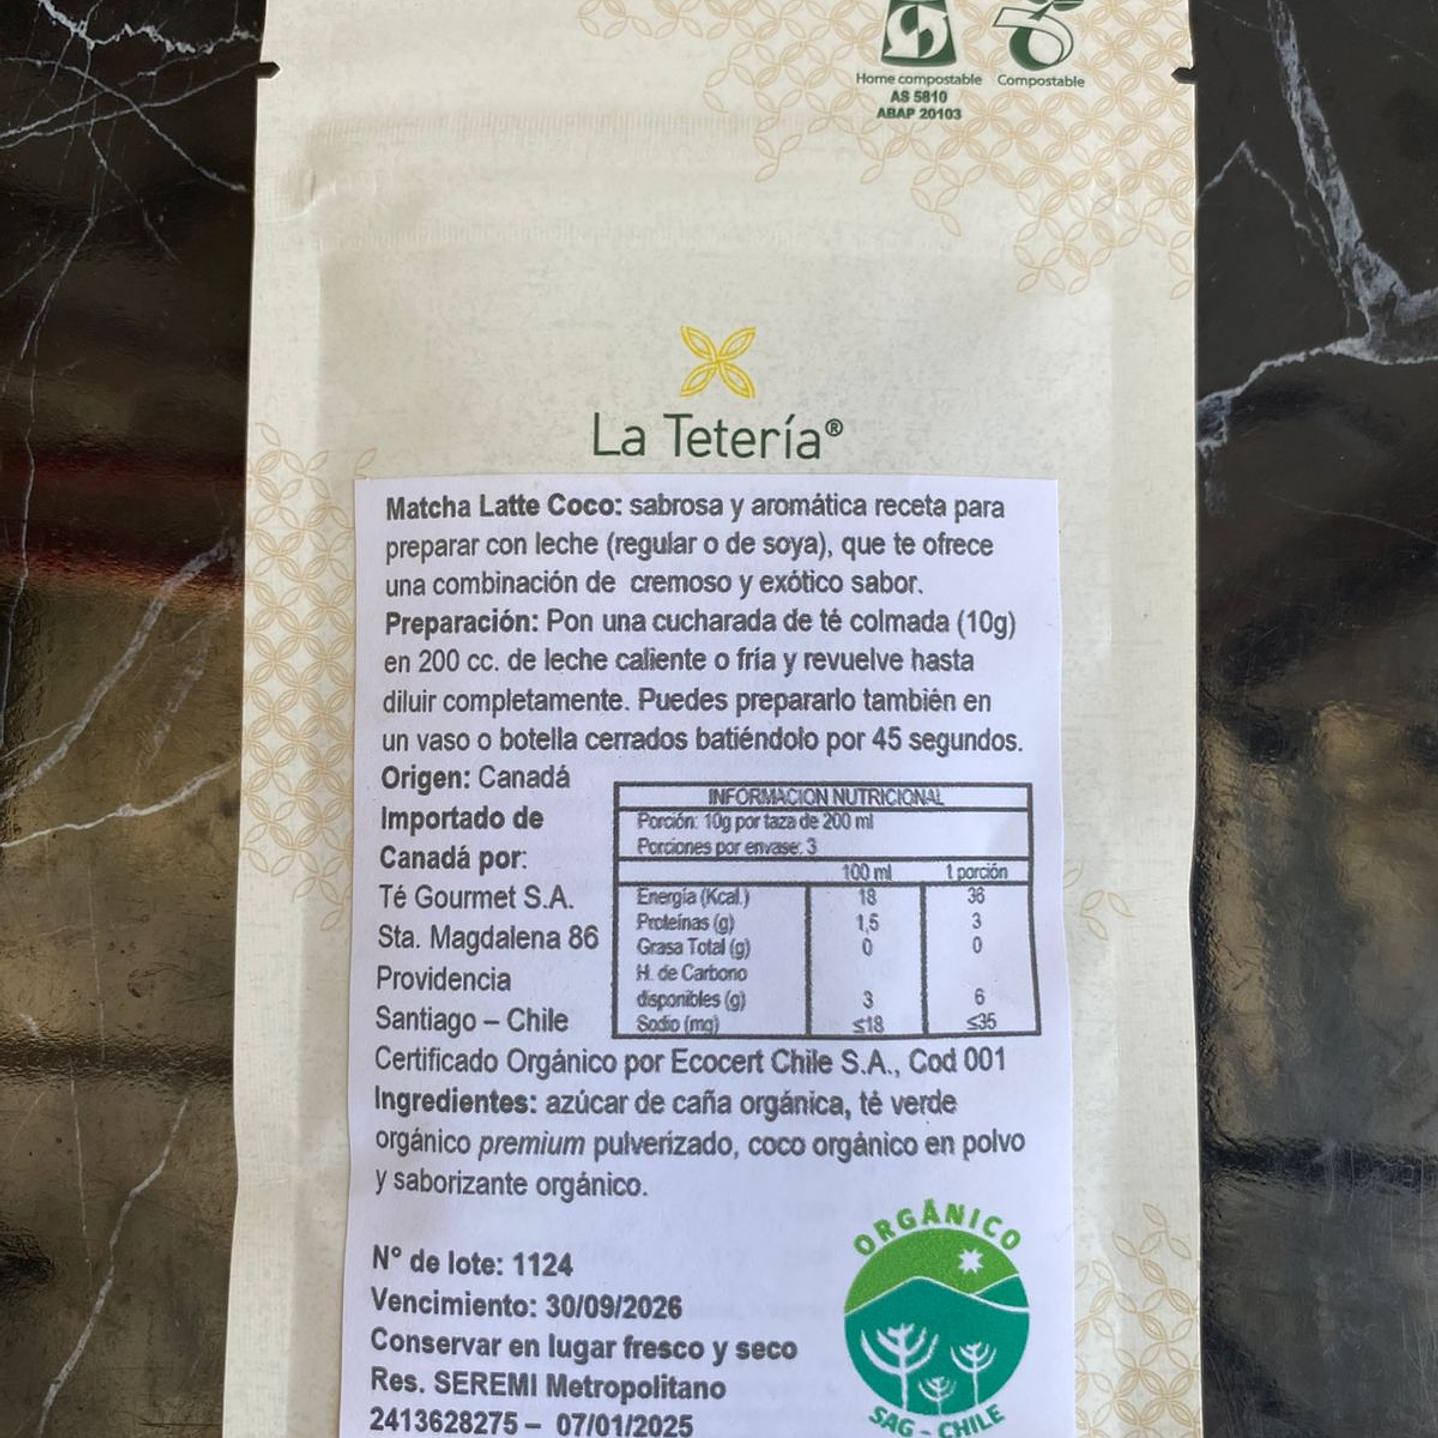 Home compostable Compostable
AS 5810
ABAP 20103
La Tetería®
Matcha Latte Coco: sabrosa y aromática receta para
preparar con leche (regular o de soya), que te ofrece
una combinación de cremoso y exótico sabor.
Preparación: Pon una cucharada de té colmada (10g)
en 200 cc. de leche caliente o fría y revuelve hasta
diluir completamente. Puedes prepararlo también en
un vaso o botella cerrados batiéndolo por 45 segundos.
Origen: Canadá
Importado de
Canadá por:
Té Gourmet S.A.
Sta. Magdalena 86
Providencia
Santiago – Chile
INFORMACION NUTRICIONAL
Porción: 10g por taza de 200 ml
Porciones por envase: 3
100 ml 1 porción
Energía (Kcal.) 18 36
Proteínas (g) 1,5 3
Grasa Total (g) 0 0
H. de Carbono
disponibles (g) 3 6
Sodio (mg) ≤18 ≤35
Certificado Orgánico por Ecocert Chile S.A., Cod 001
Ingredientes: azúcar de caña orgánica, té verde
orgánico premium pulverizado, coco orgánico en polvo
y saborizante orgánico.
N° de lote: 1124
Vencimiento: 30/09/2026
Conservar en lugar fresco y seco
Res. SEREMI Metropolitano
2413628275 – 07/01/2025
ORGÁNICO
SAG - CHILE